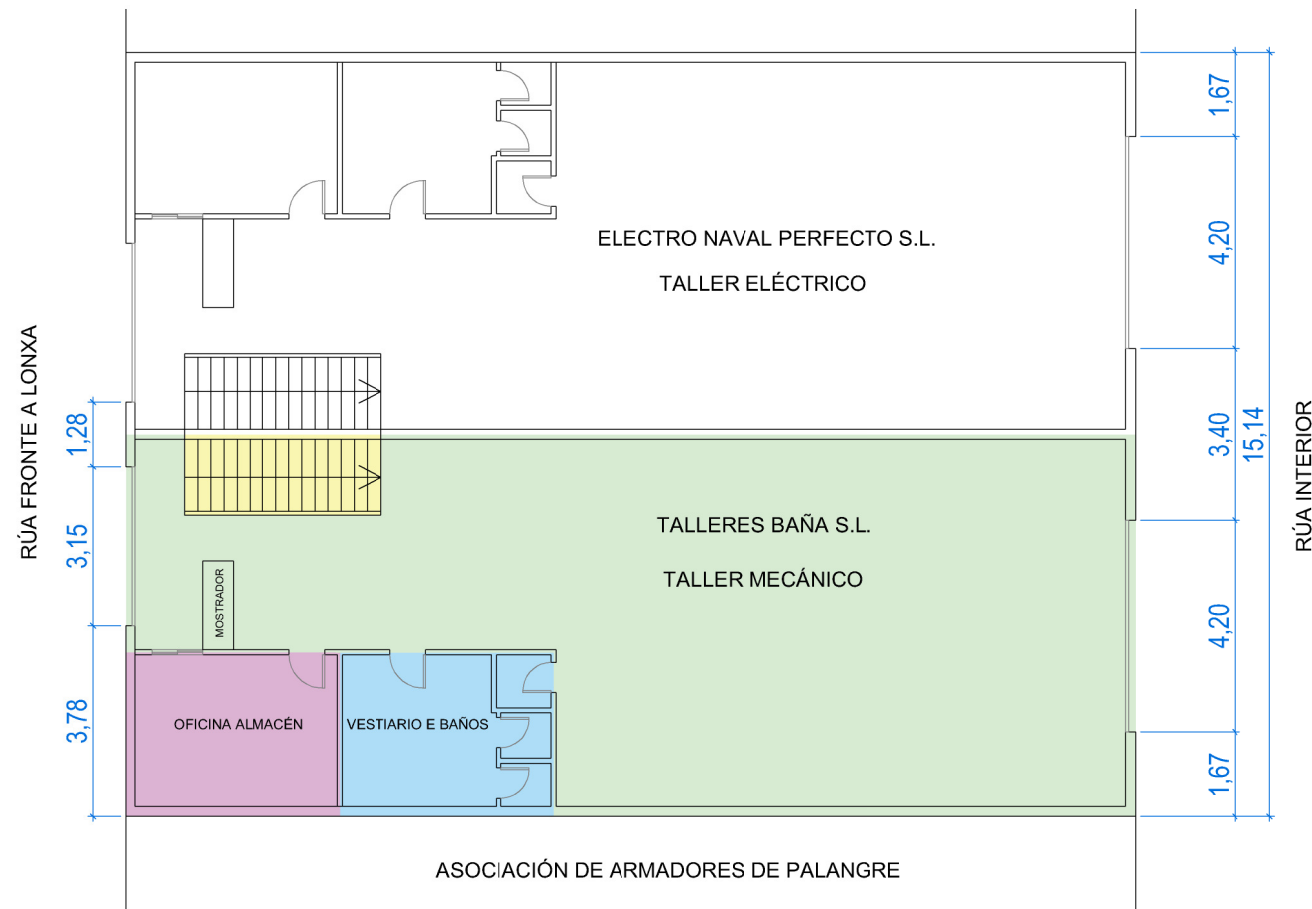 1,67
4,20
ELECTRO NAVAL PERFECTO S.L.
TALLER ELÉCTRICO
RÚA FRONTE A LONXA
1,28
3,40
15,14
RÚA INTERIOR
3,15
TALLERES BAÑA S.L.
TALLER MECÁNICO
MOSTRADOR
4,20
3,78
OFICINA ALMACÉN
VESTIARIO E BAÑOS
1,67
ASOCIACIÓN DE ARMADORES DE PALANGRE